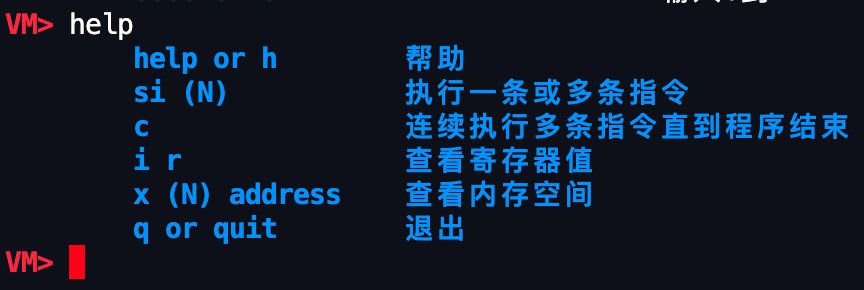 VM> help
help or h 帮助
si (N) 执行一条或多条指令
c 连续执行多条指令直到程序结束
i r 查看寄存器值
x (N) address 查看内存空间
q or quit 退出
VM>